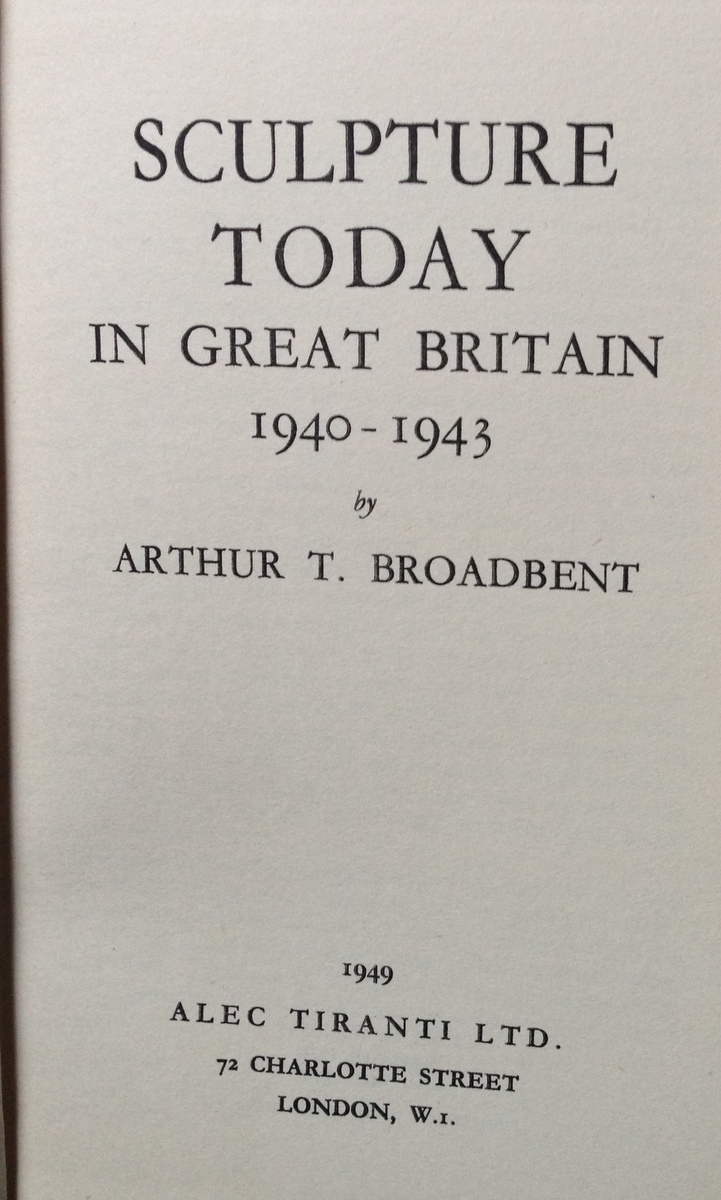 SCULPTURE
TODAY
IN GREAT BRITAIN
1940-1943
by
ARTHUR T. BROADBENT
1949
ALEC TIRANTI LTD.
72 CHARLOTTE STREET
LONDON, W.1.